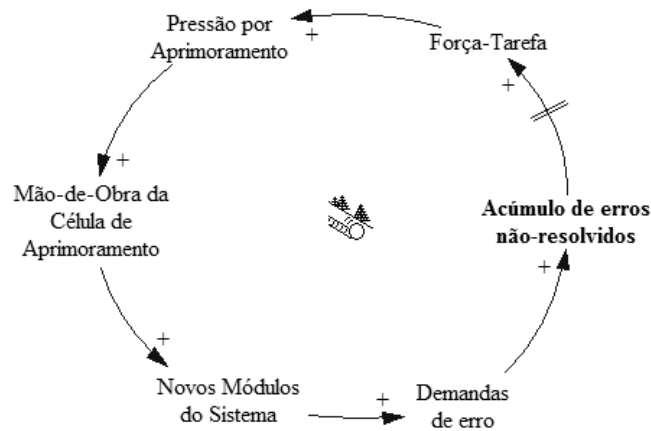 Pressão por
Aprimoramento
+
Força-Tarefa
+
+
Mão-de-Obra da
Célula de
Aprimoramento
Acúmulo de erros
não-resolvidos
+
+
Novos Módulos
do Sistema
+
Demandas
de erro